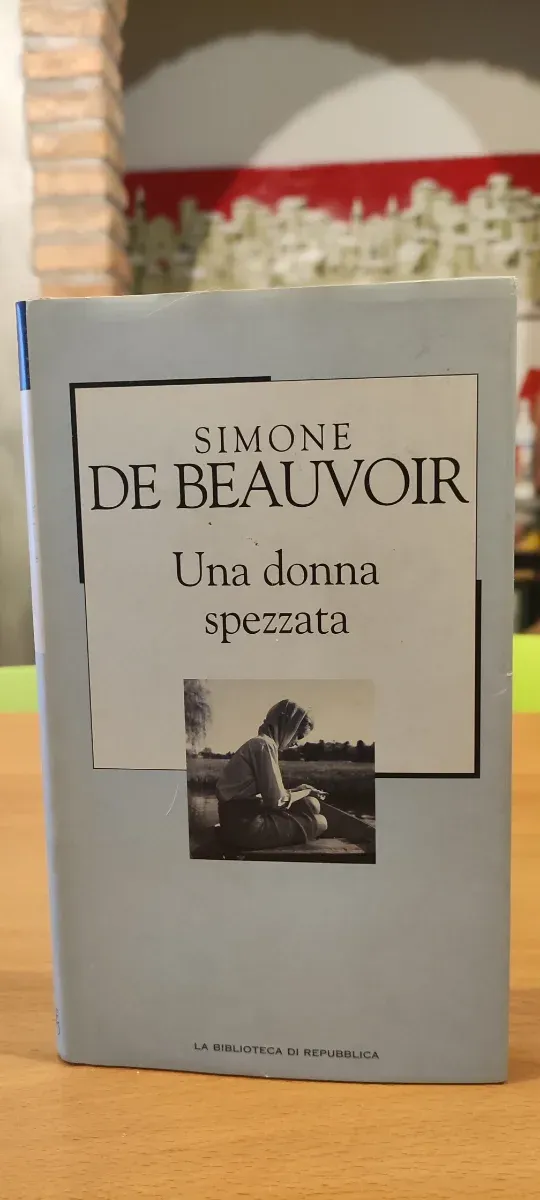 SIMONE
DE BEAUVOIR
Una donna
spezzata
LA BIBLIOTECA DI REPUBBLICA